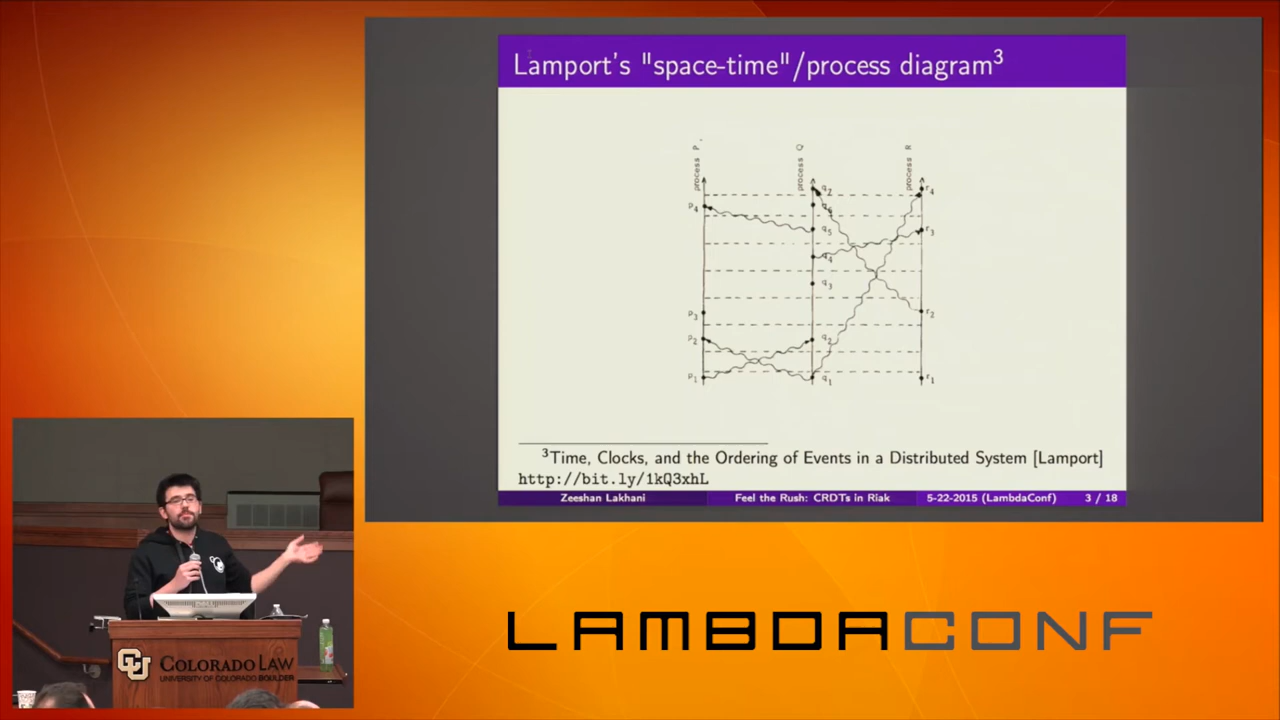 Lamport's "space-time"/process diagram3
process P
process Q
process R
q7
r4
p4
q6
q5
r3
q4
q3
p3
r2
p2
q2
p1
q1
r1
3Time, Clocks, and the Ordering of Events in a Distributed System [Lamport]
http://bit.ly/1kQ3xhL
Zeeshan Lakhani Feel the Rush: CRDTs in Riak 5-22-2015 (LambdaConf) 3 / 18
LAMBDACONF
CU COLORADO LAW
UNIVERSITY OF COLORADO BOULDER